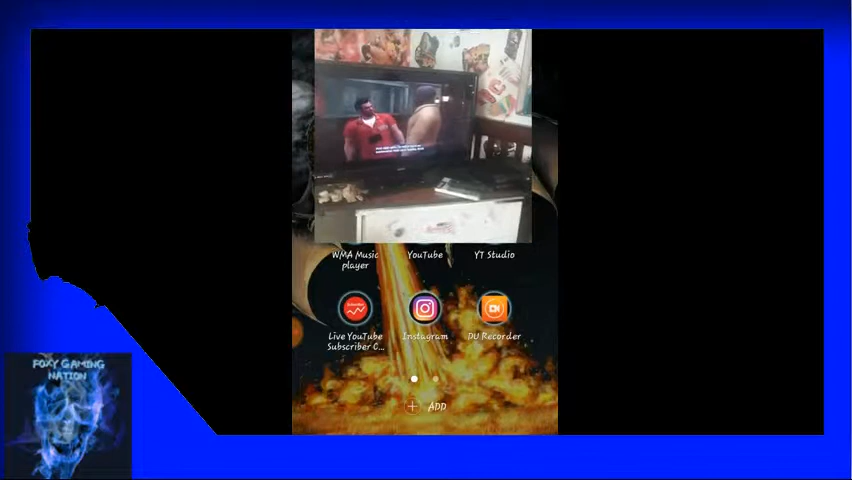 WMA Music
player
YouTube
YT Studio
Live YouTube
Subscriber C...
Instagram
DU Recorder
ADD
FOXY GAMING
NATION